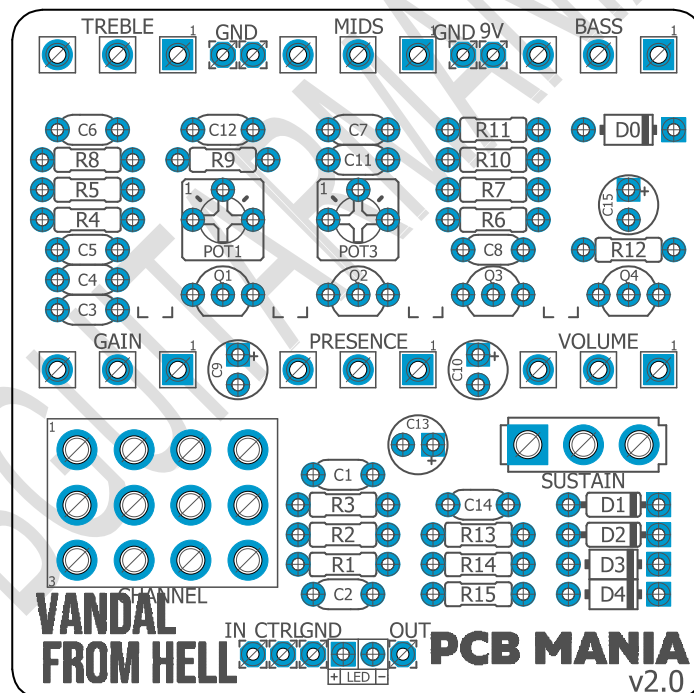 TREBLE 1 GND MIDS 1 GND 9V BASS 1
C6 C12 C7 R11 D0
R8 R9 C11 R10
R5 1 1 R7 C15 +
R4 R6
C5 POT1 POT3 C8 R12
C4 Q1 Q2 Q3 Q4
C3
GAIN 1 C9 + PRESENCE 1 C10 + VOLUME 1
1 C13 +
C1 SUSTAIN
R3 C14 D1
R2 R13 D2
R1 R14 D3
3 C2 R15 D4
CHANNEL
VANDAL
FROM HELL
IN CTRL GND OUT
+ LED −
PCB MANIA
v2.0